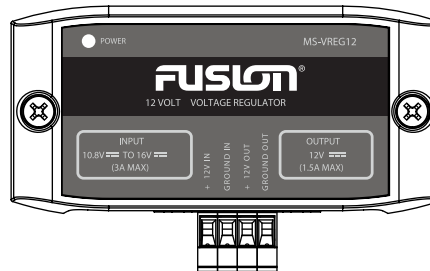 POWER MS-VREG12
FUSION®
12 VOLT VOLTAGE REGULATOR
INPUT
10.8V⎓ TO 16V⎓
(3A MAX)
+ 12V IN
GROUND IN
+ 12V OUT
GROUND OUT
OUTPUT
12V ⎓
(1.5A MAX)